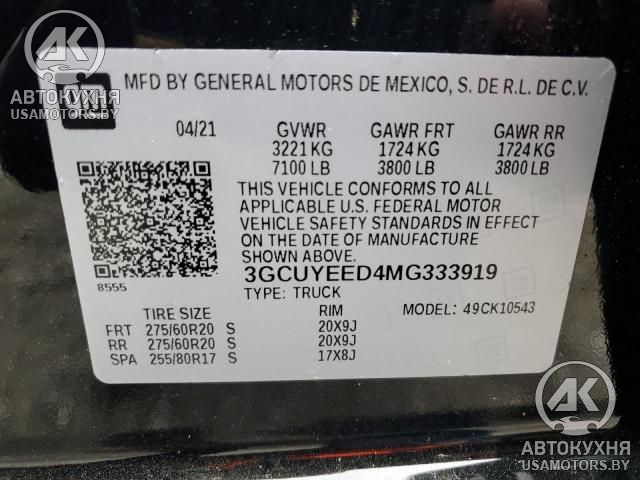 GM
MFD BY GENERAL MOTORS DE MEXICO, S. DE R.L. DE C.V.
04/21 GVWR GAWR FRT GAWR RR
3221 KG 1724 KG 1724 KG
7100 LB 3800 LB 3800 LB
THIS VEHICLE CONFORMS TO ALL
APPLICABLE U.S. FEDERAL MOTOR
VEHICLE SAFETY STANDARDS IN EFFECT
ON THE DATE OF MANUFACTURE
SHOWN ABOVE.
8555
3GCUYEED4MG333919
TYPE: TRUCK
MODEL: 49CK10543
TIRE SIZE RIM
FRT 275/60R20 S 20X9J
RR 275/60R20 S 20X9J
SPA 255/80R17 S 17X8J
АК
АВТОКУХНЯ
USAMOTORS.BY
АК
АВТОКУХНЯ
USAMOTORS.BY